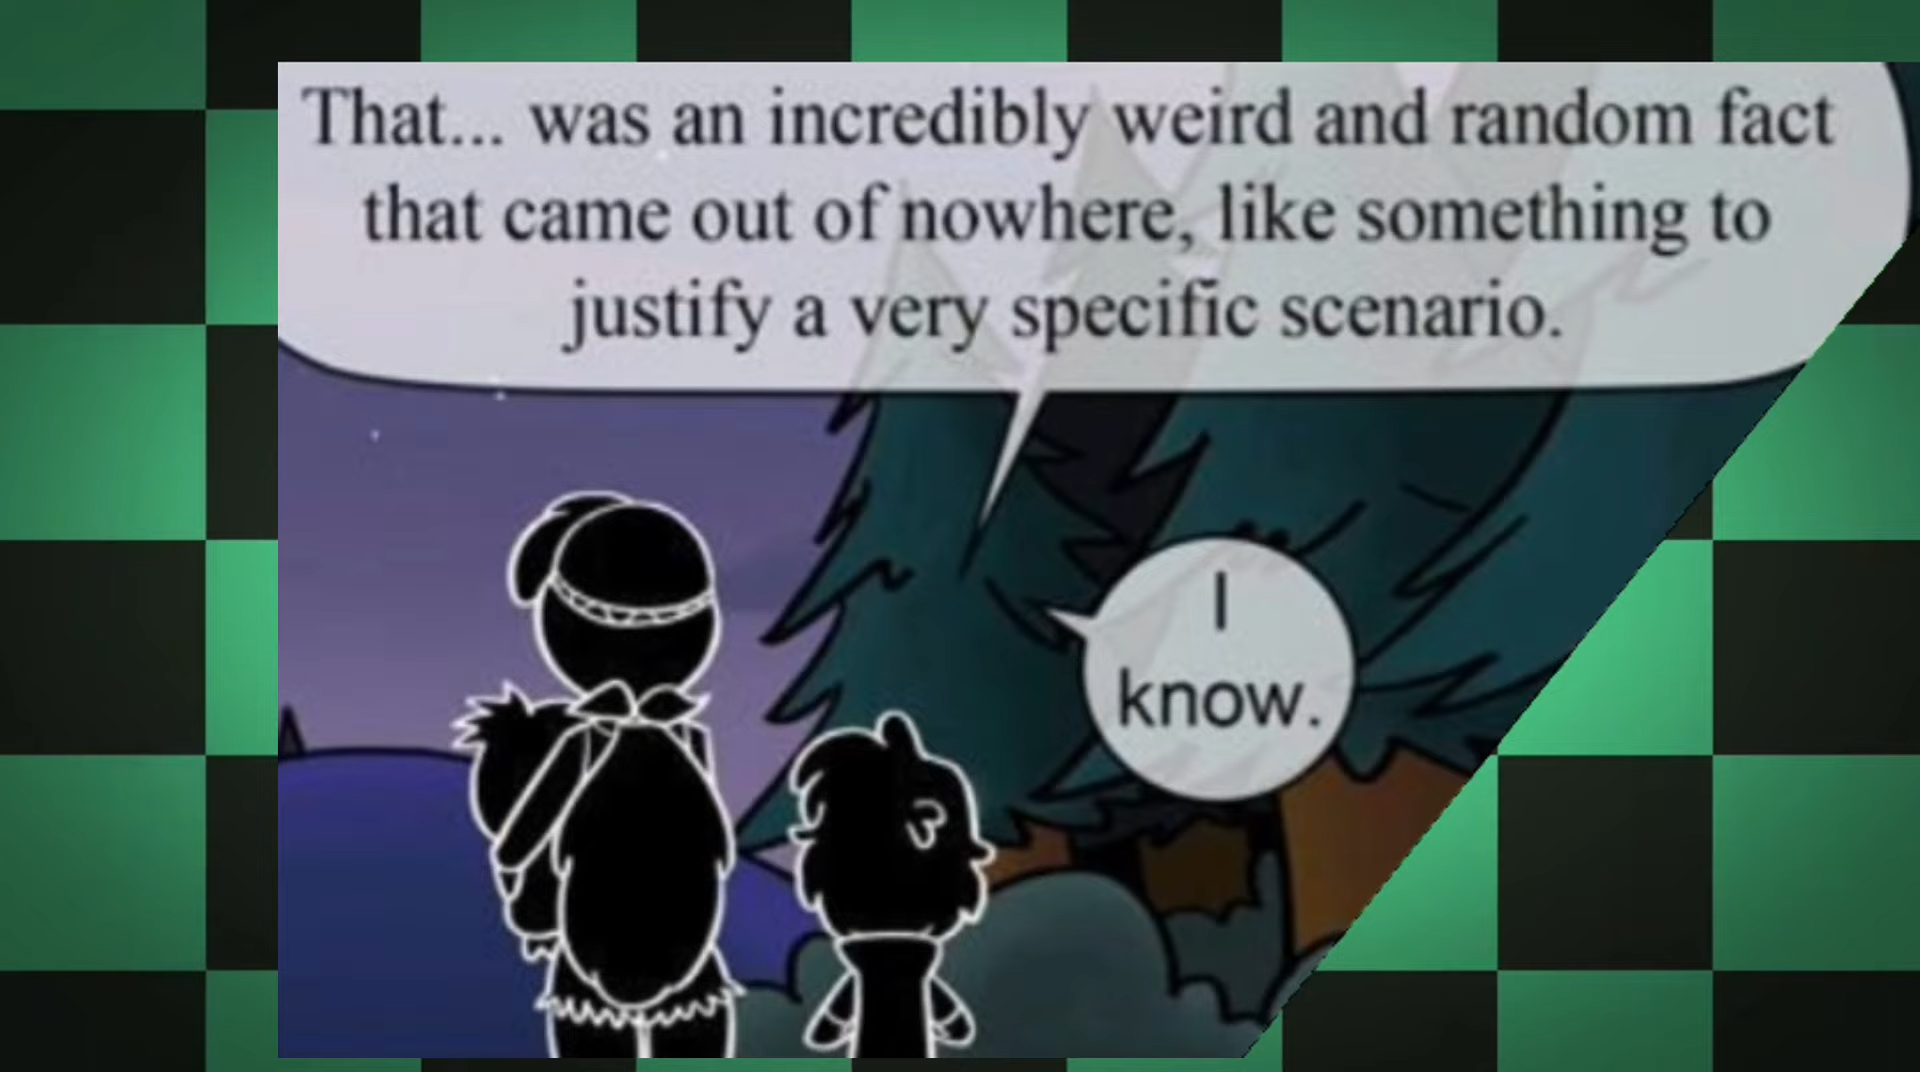 That... was an incredibly weird and random fact
that came out of nowhere, like something to
justify a very specific scenario.
I
know.